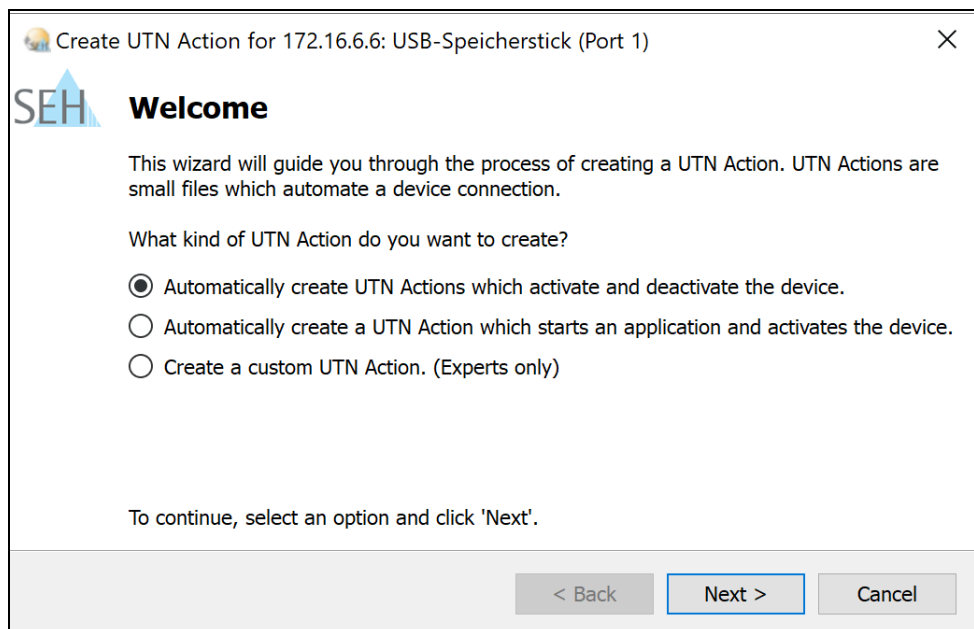 Create UTN Action for 172.16.6.6: USB-Speicherstick (Port 1)
SEH
Welcome
This wizard will guide you through the process of creating a UTN Action. UTN Actions are
small files which automate a device connection.
What kind of UTN Action do you want to create?
Automatically create UTN Actions which activate and deactivate the device.
Automatically create a UTN Action which starts an application and activates the device.
Create a custom UTN Action. (Experts only)
To continue, select an option and click 'Next'.
< Back
Next >
Cancel